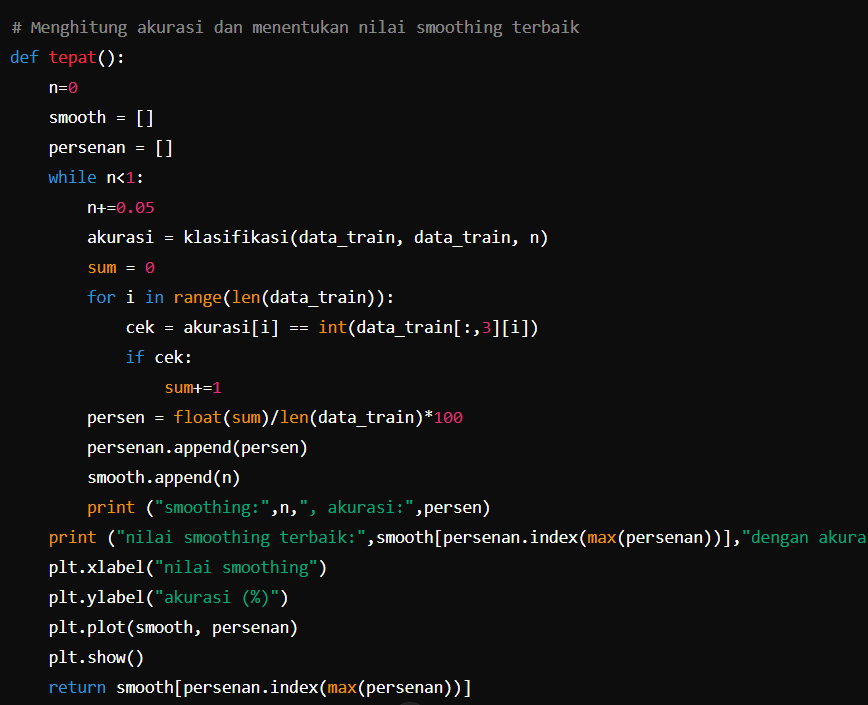 # Menghitung akurasi dan menentukan nilai smoothing terbaik
def tepat():
    n=0
    smooth = []
    persenan = []
    while n<1:
        n+=0.05
        akurasi = klasifikasi(data_train, data_train, n)
        sum = 0
        for i in range(len(data_train)):
            cek = akurasi[i] == int(data_train[:,3][i])
            if cek:
                sum+=1
        persen = float(sum)/len(data_train)*100
        persenan.append(persen)
        smooth.append(n)
        print ("smoothing:",n,", akurasi:",persen)
    print ("nilai smoothing terbaik:",smooth[persenan.index(max(persenan))],"dengan akura
    plt.xlabel("nilai smoothing")
    plt.ylabel("akurasi (%)")
    plt.plot(smooth, persenan)
    plt.show()
    return smooth[persenan.index(max(persenan))]